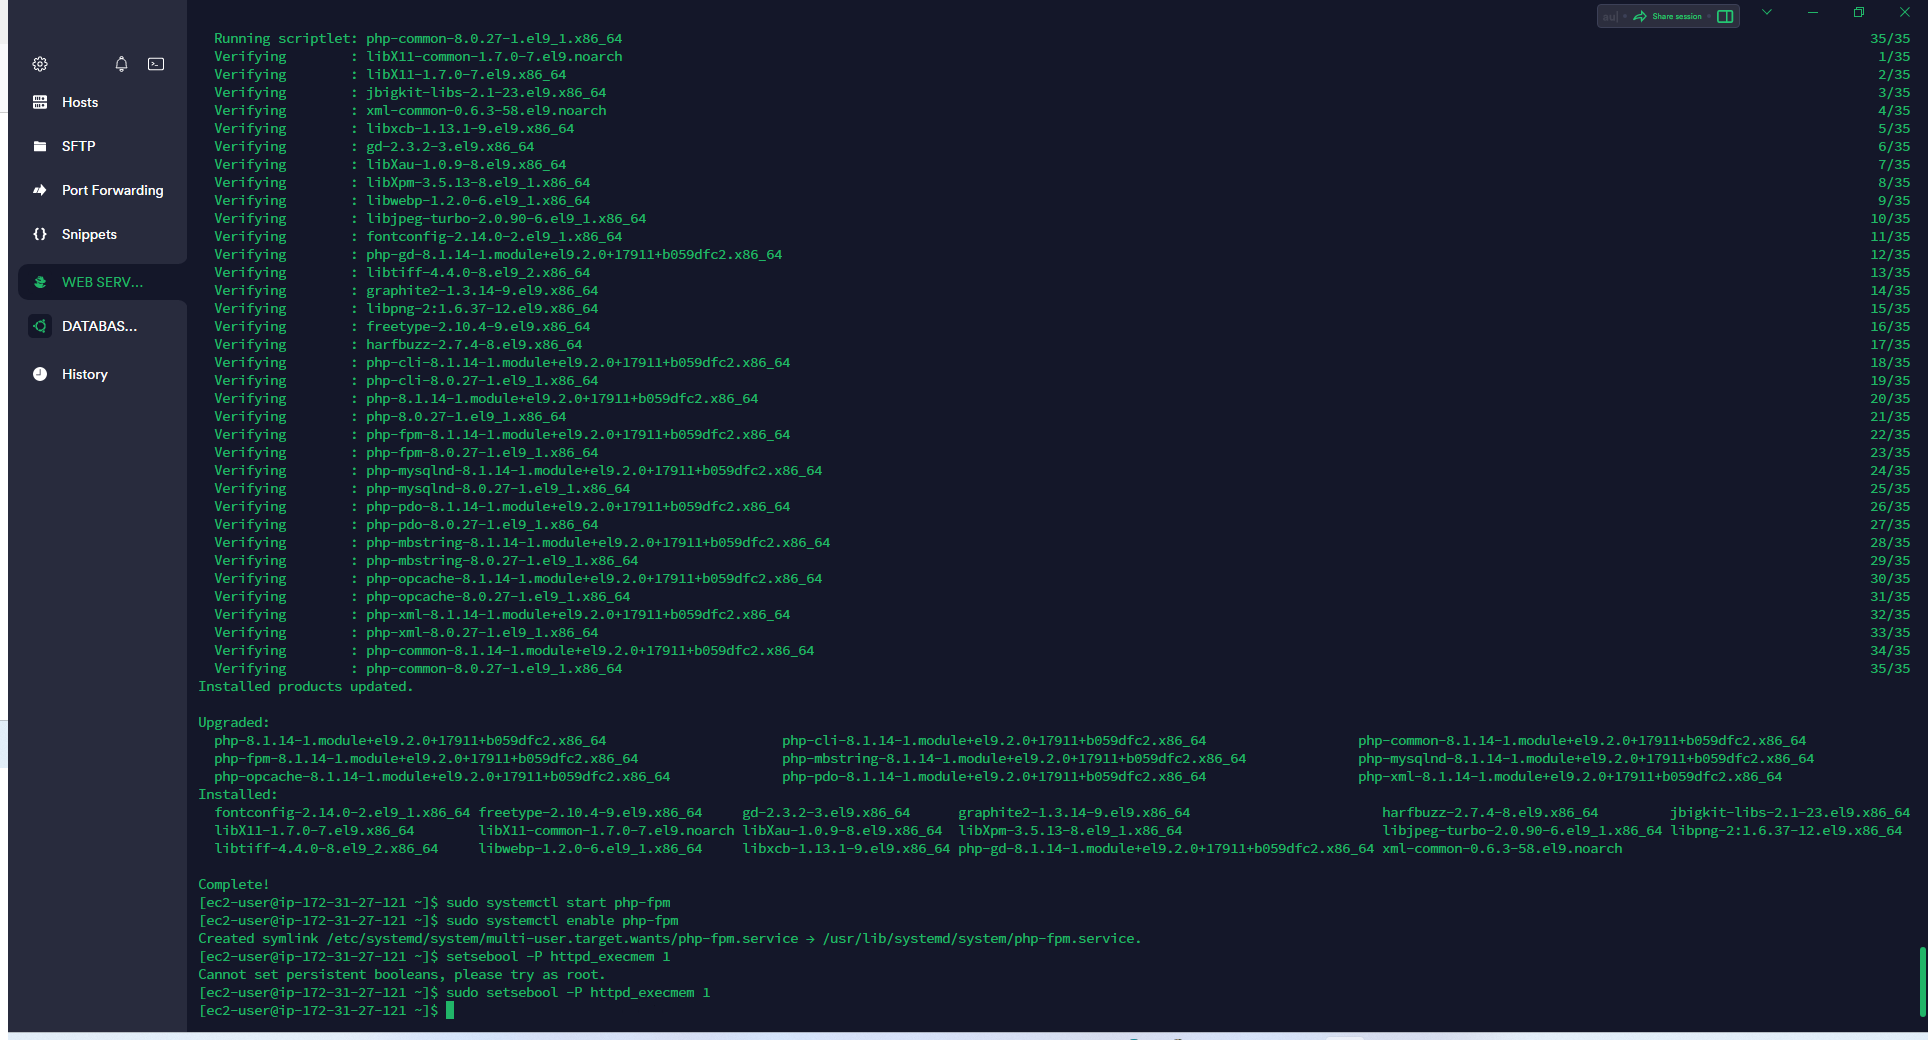 Share session
Hosts
SFTP
Port Forwarding
Snippets
WEB SERV...
DATABAS...
History
Running scriptlet: php-common-8.0.27-1.el9_1.x86_64 35/35
Verifying : libX11-common-1.7.0-7.el9.noarch 1/35
Verifying : libX11-1.7.0-7.el9.x86_64 2/35
Verifying : jbigkit-libs-2.1-23.el9.x86_64 3/35
Verifying : xml-common-0.6.3-58.el9.noarch 4/35
Verifying : libxcb-1.13.1-9.el9.x86_64 5/35
Verifying : gd-2.3.2-3.el9.x86_64 6/35
Verifying : libXau-1.0.9-8.el9.x86_64 7/35
Verifying : libXpm-3.5.13-8.el9_1.x86_64 8/35
Verifying : libwebp-1.2.0-6.el9_1.x86_64 9/35
Verifying : libjpeg-turbo-2.0.90-6.el9_1.x86_64 10/35
Verifying : fontconfig-2.14.0-2.el9_1.x86_64 11/35
Verifying : php-gd-8.1.14-1.module+el9.2.0+17911+b059dfc2.x86_64 12/35
Verifying : libtiff-4.4.0-8.el9_2.x86_64 13/35
Verifying : graphite2-1.3.14-9.el9.x86_64 14/35
Verifying : libpng-2:1.6.37-12.el9.x86_64 15/35
Verifying : freetype-2.10.4-9.el9.x86_64 16/35
Verifying : harfbuzz-2.7.4-8.el9.x86_64 17/35
Verifying : php-cli-8.1.14-1.module+el9.2.0+17911+b059dfc2.x86_64 18/35
Verifying : php-cli-8.0.27-1.el9_1.x86_64 19/35
Verifying : php-8.1.14-1.module+el9.2.0+17911+b059dfc2.x86_64 20/35
Verifying : php-8.0.27-1.el9_1.x86_64 21/35
Verifying : php-fpm-8.1.14-1.module+el9.2.0+17911+b059dfc2.x86_64 22/35
Verifying : php-fpm-8.0.27-1.el9_1.x86_64 23/35
Verifying : php-mysqlnd-8.1.14-1.module+el9.2.0+17911+b059dfc2.x86_64 24/35
Verifying : php-mysqlnd-8.0.27-1.el9_1.x86_64 25/35
Verifying : php-pdo-8.1.14-1.module+el9.2.0+17911+b059dfc2.x86_64 26/35
Verifying : php-pdo-8.0.27-1.el9_1.x86_64 27/35
Verifying : php-mbstring-8.1.14-1.module+el9.2.0+17911+b059dfc2.x86_64 28/35
Verifying : php-mbstring-8.0.27-1.el9_1.x86_64 29/35
Verifying : php-opcache-8.1.14-1.module+el9.2.0+17911+b059dfc2.x86_64 30/35
Verifying : php-opcache-8.0.27-1.el9_1.x86_64 31/35
Verifying : php-xml-8.1.14-1.module+el9.2.0+17911+b059dfc2.x86_64 32/35
Verifying : php-xml-8.0.27-1.el9_1.x86_64 33/35
Verifying : php-common-8.1.14-1.module+el9.2.0+17911+b059dfc2.x86_64 34/35
Verifying : php-common-8.0.27-1.el9_1.x86_64 35/35
Installed products updated.
Upgraded:
php-8.1.14-1.module+el9.2.0+17911+b059dfc2.x86_64 php-cli-8.1.14-1.module+el9.2.0+17911+b059dfc2.x86_64 php-common-8.1.14-1.module+el9.2.0+17911+b059dfc2.x86_64
php-fpm-8.1.14-1.module+el9.2.0+17911+b059dfc2.x86_64 php-mbstring-8.1.14-1.module+el9.2.0+17911+b059dfc2.x86_64 php-mysqlnd-8.1.14-1.module+el9.2.0+17911+b059dfc2.x86_64
php-opcache-8.1.14-1.module+el9.2.0+17911+b059dfc2.x86_64 php-pdo-8.1.14-1.module+el9.2.0+17911+b059dfc2.x86_64 php-xml-8.1.14-1.module+el9.2.0+17911+b059dfc2.x86_64
Installed:
fontconfig-2.14.0-2.el9_1.x86_64 freetype-2.10.4-9.el9.x86_64 gd-2.3.2-3.el9.x86_64 graphite2-1.3.14-9.el9.x86_64 harfbuzz-2.7.4-8.el9.x86_64 jbigkit-libs-2.1-23.el9.x86_64
libX11-1.7.0-7.el9.x86_64 libX11-common-1.7.0-7.el9.noarch libXau-1.0.9-8.el9.x86_64 libXpm-3.5.13-8.el9_1.x86_64 libjpeg-turbo-2.0.90-6.el9_1.x86_64 libpng-2:1.6.37-12.el9.x86_64
libtiff-4.4.0-8.el9_2.x86_64 libwebp-1.2.0-6.el9_1.x86_64 libxcb-1.13.1-9.el9.x86_64 php-gd-8.1.14-1.module+el9.2.0+17911+b059dfc2.x86_64 xml-common-0.6.3-58.el9.noarch
Complete!
[ec2-user@ip-172-31-27-121 ~]$ sudo systemctl start php-fpm
[ec2-user@ip-172-31-27-121 ~]$ sudo systemctl enable php-fpm
Created symlink /etc/systemd/system/multi-user.target.wants/php-fpm.service → /usr/lib/systemd/system/php-fpm.service.
[ec2-user@ip-172-31-27-121 ~]$ setsebool -P httpd_execmem 1
Cannot set persistent booleans, please try as root.
[ec2-user@ip-172-31-27-121 ~]$ sudo setsebool -P httpd_execmem 1
[ec2-user@ip-172-31-27-121 ~]$